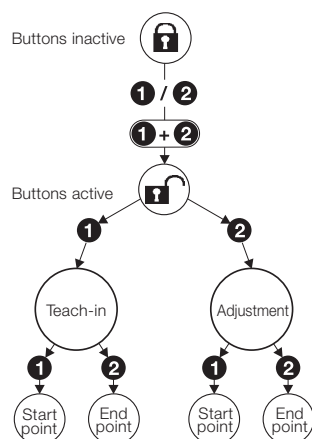 Buttons inactive
1 / 2
1 + 2
Buttons active
1 2
Teach-in Adjustment
1 2 1 2
Start point End point Start point End point